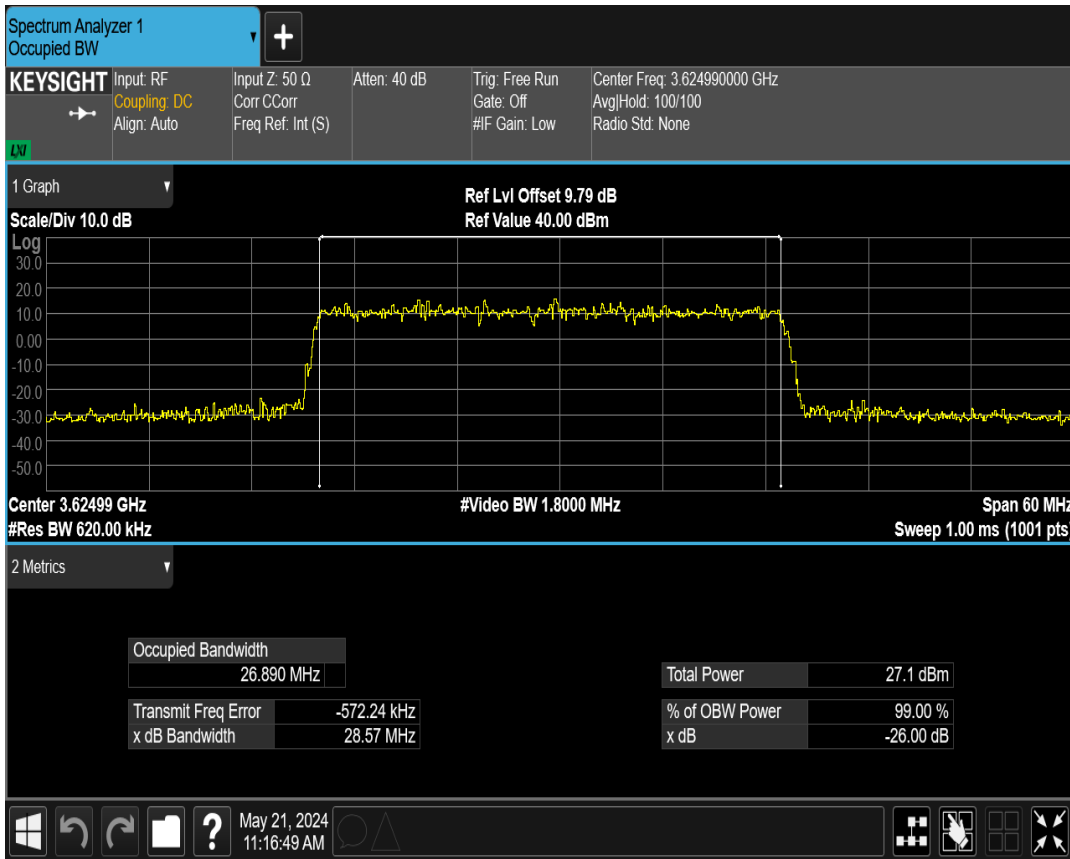 Spectrum Analyzer 1
Occupied BW
+
KEYSIGHT
LXI
Input: RF
Coupling: DC
Align: Auto
Input Z: 50 Ω
Corr CCorr
Freq Ref: Int (S)
Atten: 40 dB
Trig: Free Run
Gate: Off
#IF Gain: Low
Center Freq: 3.624990000 GHz
Avg|Hold: 100/100
Radio Std: None
1 Graph
Ref Lvl Offset 9.79 dB
Scale/Div 10.0 dB
Ref Value 40.00 dBm
Log
30.0
20.0
10.0
0.00
-10.0
-20.0
-30.0
-40.0
-50.0
Center 3.62499 GHz
#Video BW 1.8000 MHz
Span 60 MHz
#Res BW 620.00 kHz
Sweep 1.00 ms (1001 pts)
2 Metrics
Occupied Bandwidth
26.890 MHz
Total Power 27.1 dBm
Transmit Freq Error -572.24 kHz
% of OBW Power 99.00 %
x dB Bandwidth 28.57 MHz
x dB -26.00 dB
?
May 21, 2024
11:16:49 AM